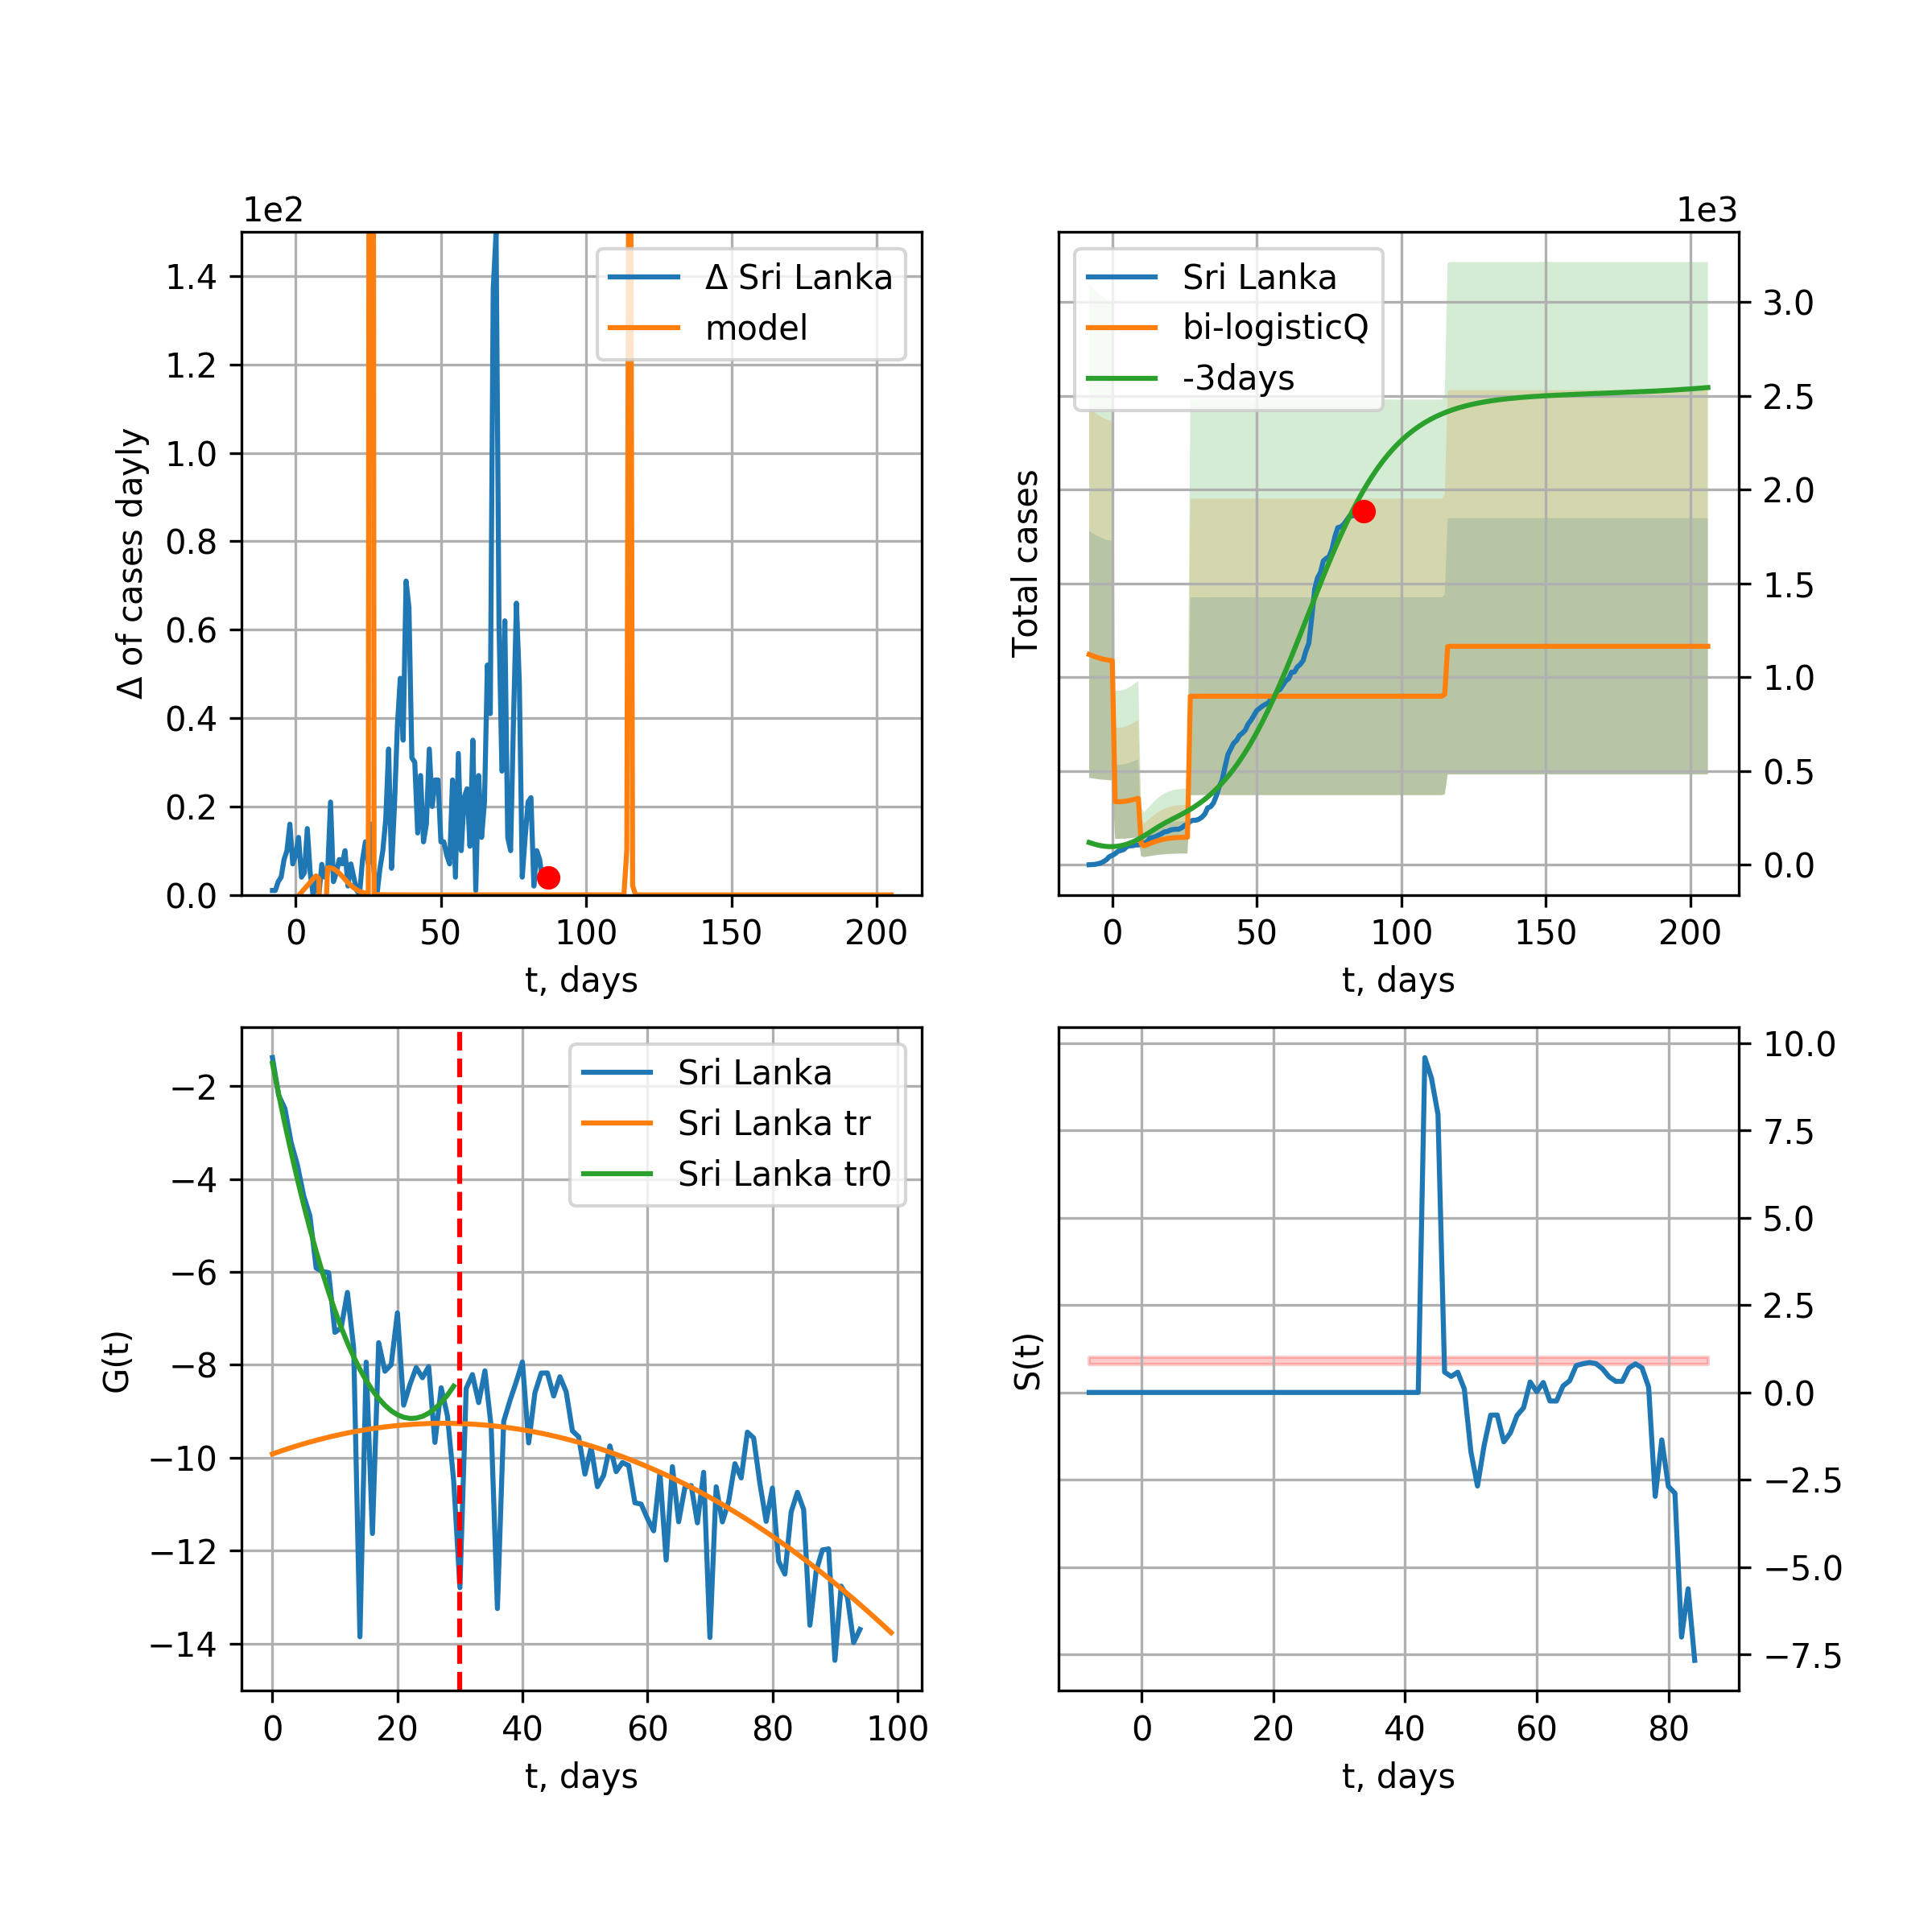 1e2
Δ of cases dayly
1.4
1.2
1.0
0.8
0.6
0.4
0.2
0.0
Δ Sri Lanka
model
0 50 100 150 200
t, days
1e3
Total cases
Sri Lanka
bi-logisticQ
-3days
3.0
2.5
2.0
1.5
1.0
0.5
0.0
0 50 100 150 200
t, days
G(t)
−2
−4
−6
−8
−10
−12
−14
Sri Lanka
Sri Lanka tr
Sri Lanka tr0
0 20 40 60 80 100
t, days
S(t)
10.0
7.5
5.0
2.5
0.0
−2.5
−5.0
−7.5
0 20 40 60 80
t, days